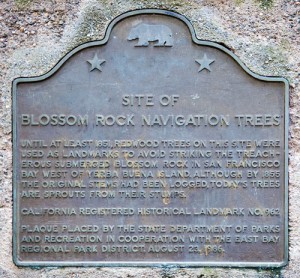 SITE OF
BLOSSOM ROCK NAVIGATION TREES
UNTIL AT LEAST 1851, REDWOOD TREES ON THIS SITE WERE
USED AS LANDMARKS TO AVOID STRIKING THE TREACH-
EROUS SUBMERGED BLOSSOM ROCK IN SAN FRANCISCO
BAY WEST OF YERBA BUENA ISLAND. ALTHOUGH BY 1855
THE ORIGINAL STEMS HAD BEEN LOGGED, TODAY'S TREES
ARE SPROUTS FROM THEIR STUMPS.
CALIFORNIA REGISTERED HISTORICAL LANDMARK NO. 962
PLAQUE PLACED BY THE STATE DEPARTMENT OF PARKS
AND RECREATION IN COOPERATION WITH THE EAST BAY
REGIONAL PARK DISTRICT, AUGUST 23, 1986.